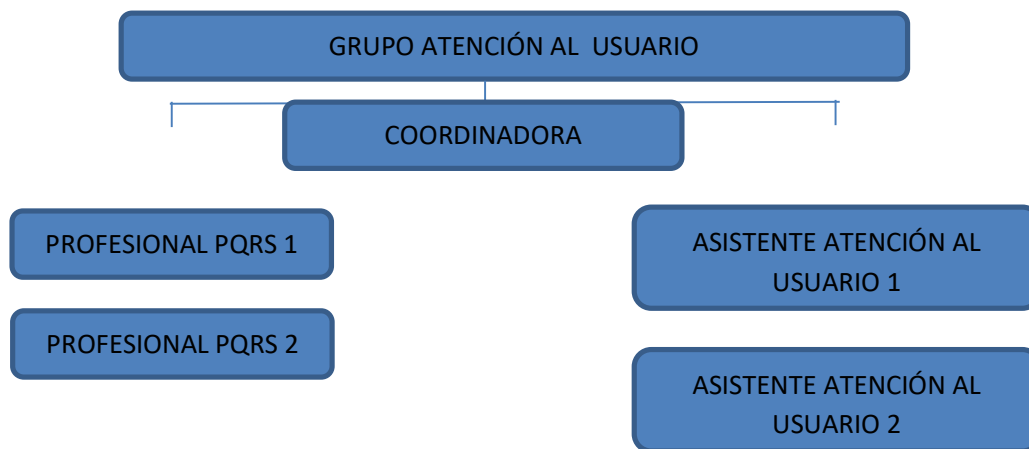 GRUPO ATENCIÓN AL USUARIO
COORDINADORA
PROFESIONAL PQRS 1
PROFESIONAL PQRS 2
ASISTENTE ATENCIÓN AL
USUARIO 1
ASISTENTE ATENCIÓN AL
USUARIO 2